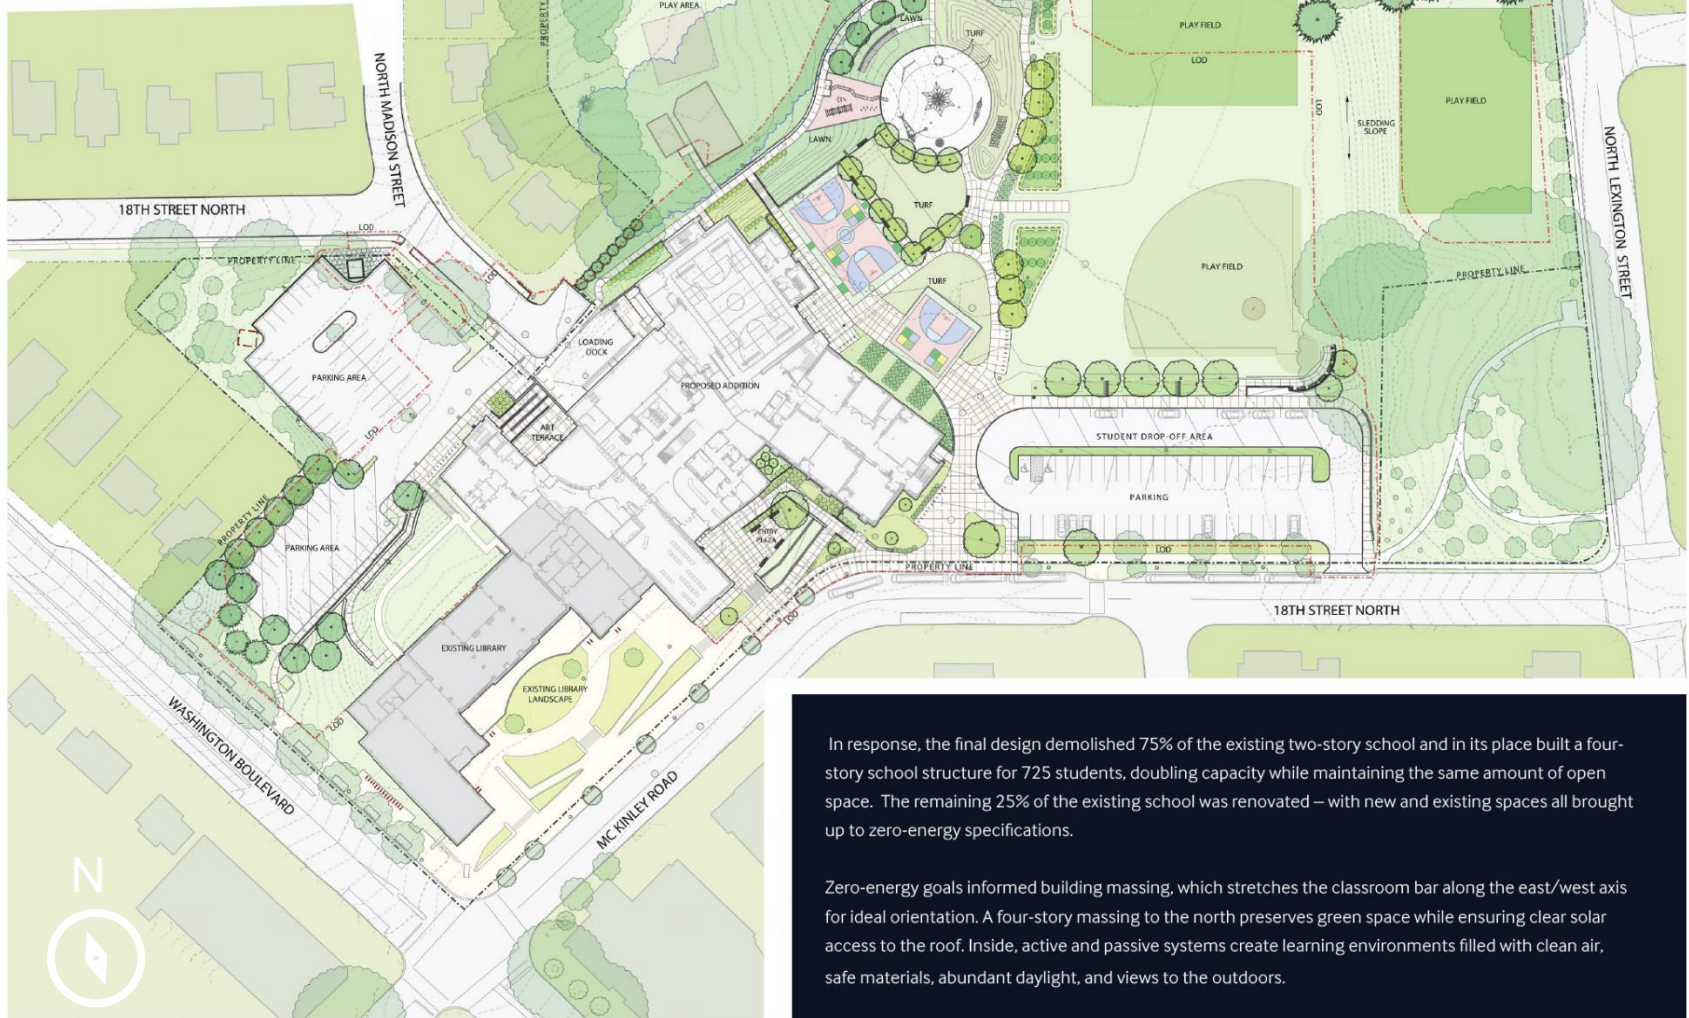 PLAY AREA
PROPERTY
LAWN
TURF
PLAY FIELD
LOD
LOD
PLAY FIELD
SLEDDING
SLOPE
NORTH MADISON STREET
NORTH LEXINGTON STREET
LAWN
TURF
18TH STREET NORTH
LOD
PROPERTY LINE
LOD
TURF
PLAY FIELD
PROPERTY LINE
LOADING
DOCK
PARKING AREA
PROPOSED ADDITION
LOD
ART
TERRACE
STUDENT DROP-OFF AREA
PARKING
PROPERTY LINE
PARKING AREA
ENTRY
PLAZA
LOD
PROPERTY LINE
18TH STREET NORTH
LOD
EXISTING LIBRARY
EXISTING LIBRARY
LANDSCAPE
LOD
WASHINGTON BOULEVARD
MC KINLEY ROAD
N
In response, the final design demolished 75% of the existing two-story school and in its place built a four-
story school structure for 725 students, doubling capacity while maintaining the same amount of open
space. The remaining 25% of the existing school was renovated – with new and existing spaces all brought
up to zero-energy specifications.
Zero-energy goals informed building massing, which stretches the classroom bar along the east/west axis
for ideal orientation. A four-story massing to the north preserves green space while ensuring clear solar
access to the roof. Inside, active and passive systems create learning environments filled with clean air,
safe materials, abundant daylight, and views to the outdoors.